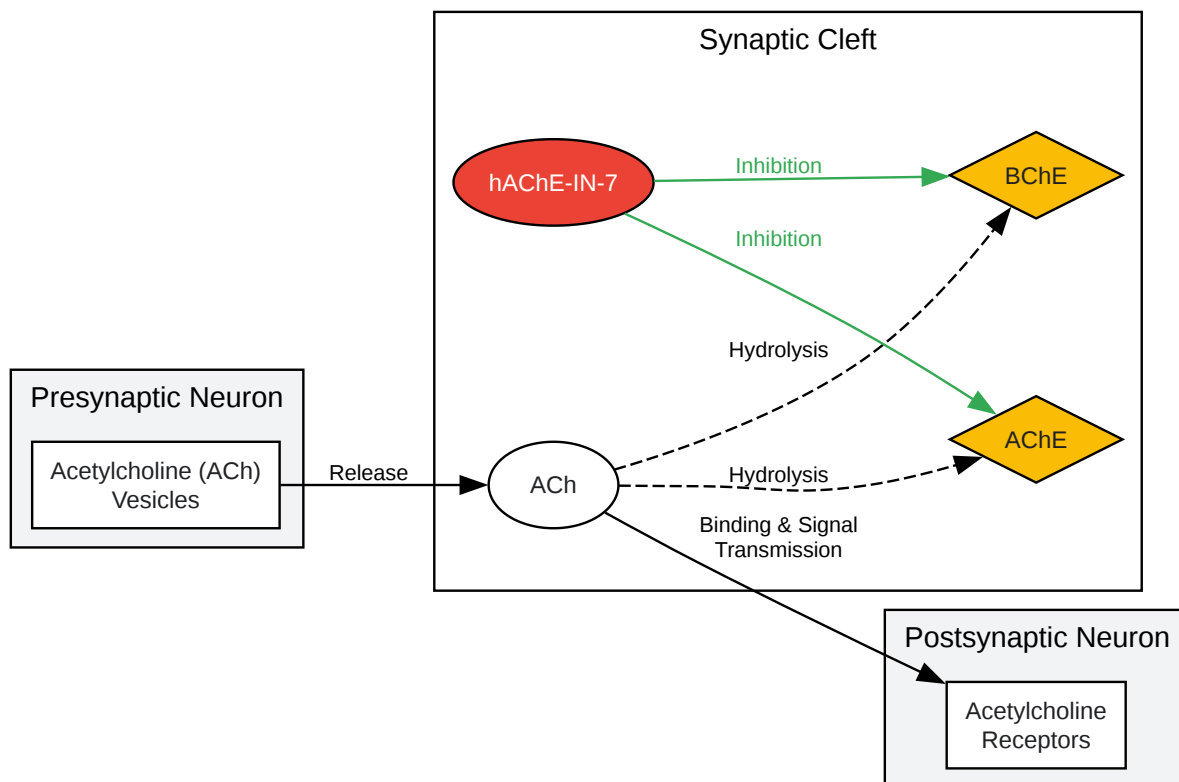 Synaptic Cleft
hAChE-IN-7
Inhibition
BChE
Inhibition
Hydrolysis
Presynaptic Neuron
Acetylcholine (ACh)
Vesicles
Release
ACh
Hydrolysis
AChE
Binding & Signal
Transmission
Postsynaptic Neuron
Acetylcholine
Receptors